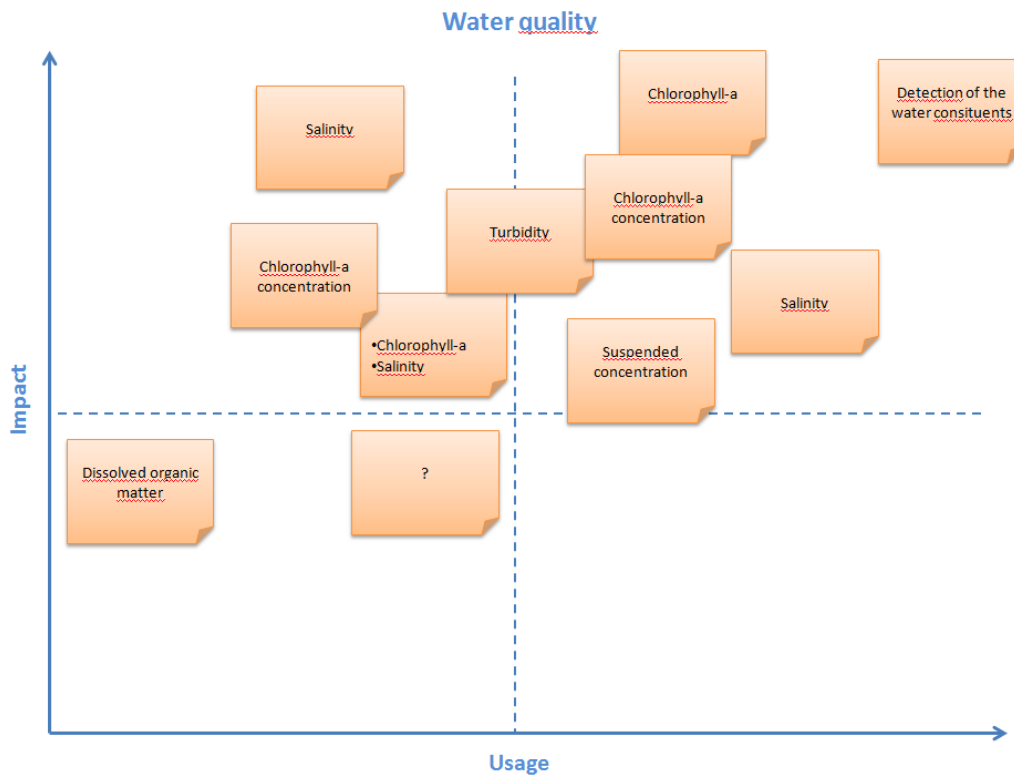 Water quality
Chlorophyll-a
Detection of the
water consituents
Salinity
Chlorophyll-a
concentration
Turbidity
Chlorophyll-a
concentration
Salinity
•Chlorophyll-a
•Salinity
Suspended
concentration
Impact
Dissolved organic
matter
?
Usage